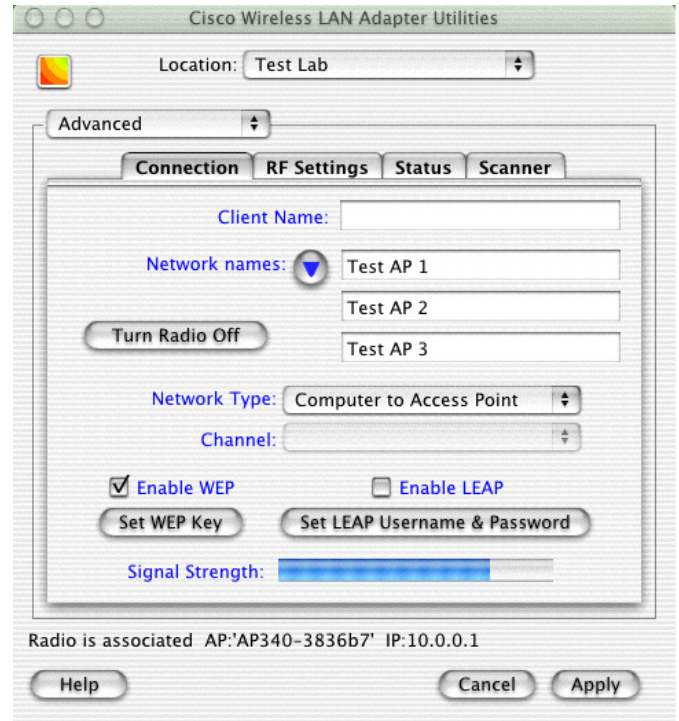 Cisco Wireless LAN Adapter Utilities
Location: Test Lab
Advanced
Connection RF Settings Status Scanner
Client Name:
Network names: Test AP 1
Test AP 2
Turn Radio Off
Test AP 3
Network Type: Computer to Access Point
Channel:
Enable WEP Enable LEAP
Set WEP Key Set LEAP Username & Password
Signal Strength:
Radio is associated AP:'AP340-3836b7' IP:10.0.0.1
Help Cancel Apply